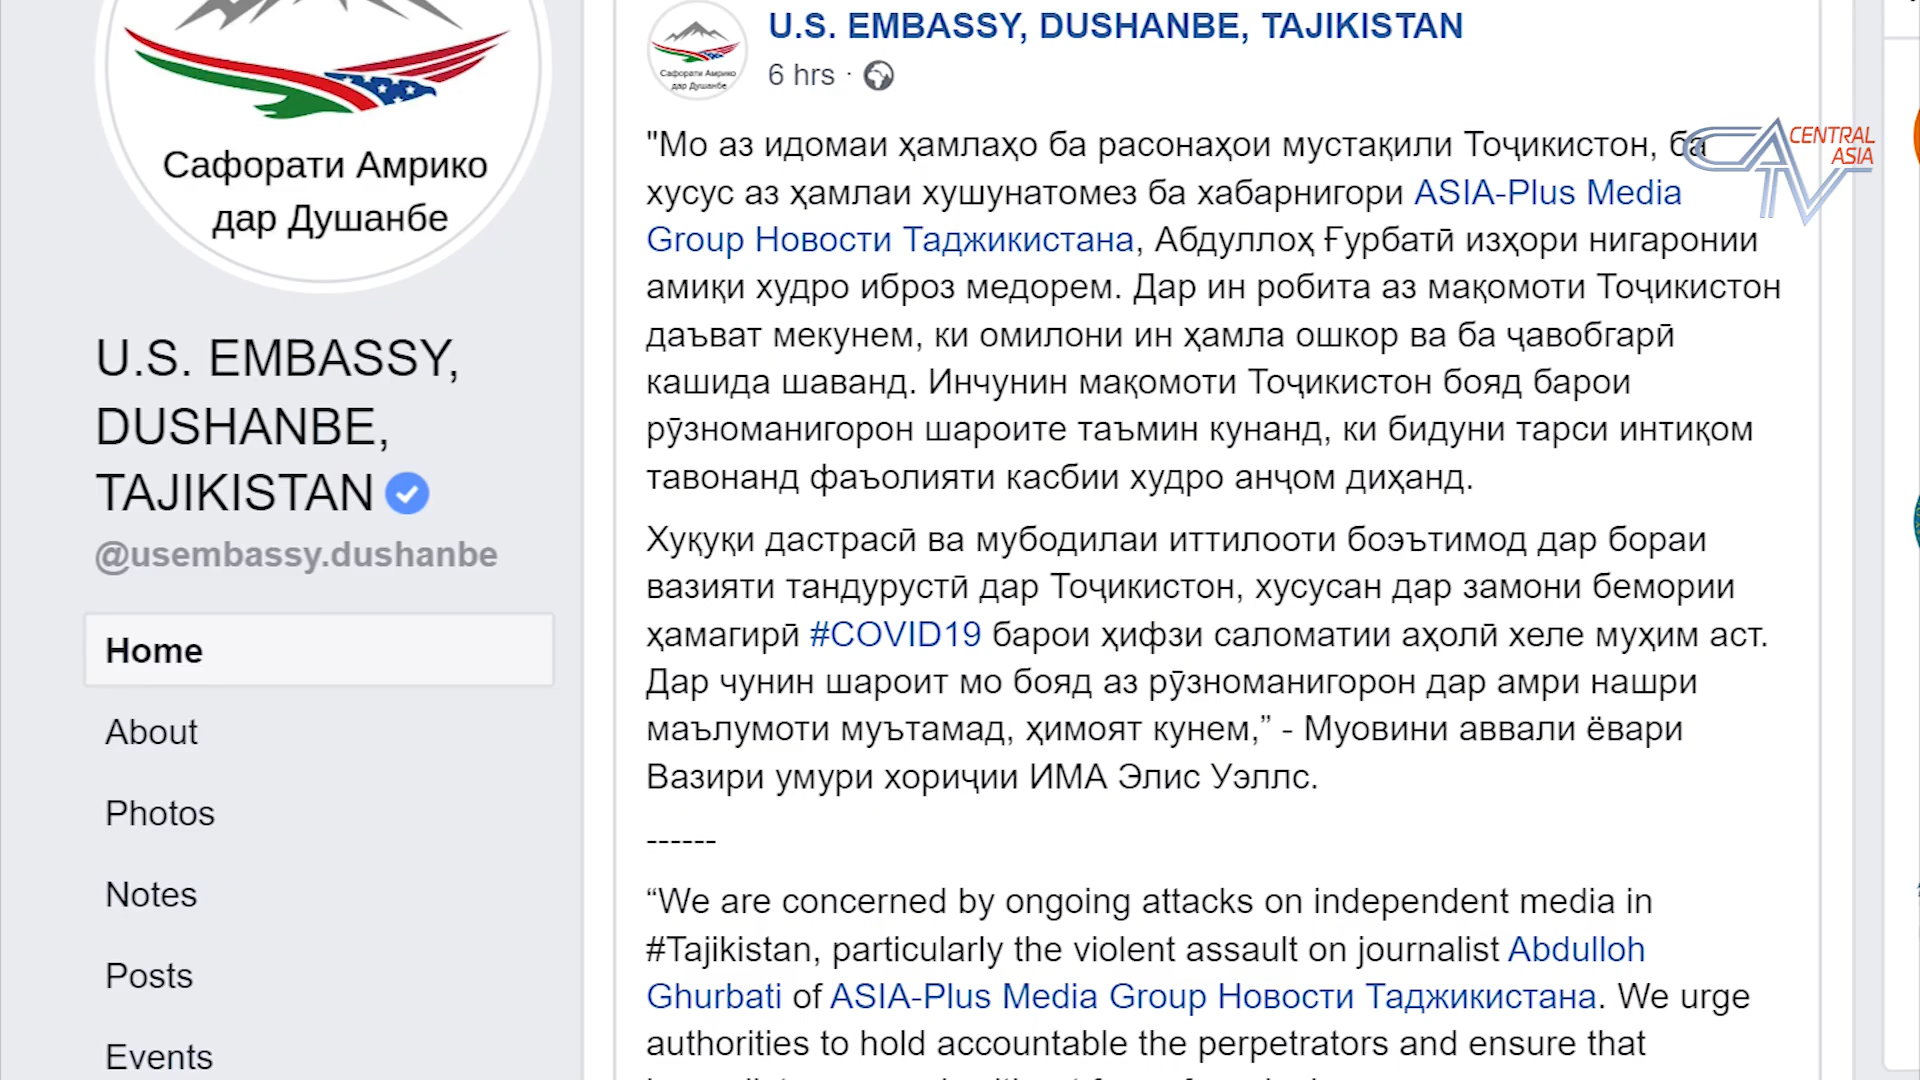 Сафорати Амрико
дар Душанбе
U.S. EMBASSY,
DUSHANBE,
TAJIKISTAN
@usembassy.dushanbe
Home
About
Photos
Notes
Posts
Events
Сафорати Амрико
дар Душанбе
U.S. EMBASSY, DUSHANBE, TAJIKISTAN
6 hrs ·
"Мо аз идомаи ҳамлаҳо ба расонаҳои мустақили Тоҷикистон, ба
хусус аз ҳамлаи хушунатомез ба хабарнигори ASIA-Plus Media
Group Новости Таджикистана, Абдуллоҳ Ғурбатӣ изҳори нигаронии
амиқи худро иброз медорем. Дар ин робита аз мақомоти Тоҷикистон
даъват мекунем, ки омилони ин ҳамла ошкор ва ба ҷавобгарӣ
кашида шаванд. Инчунин мақомоти Тоҷикистон бояд барои
рӯзноманигорон шароите таъмин кунанд, ки бидуни тарси интиқом
тавонанд фаъолияти касбии худро анҷом диҳанд.
Хуқуқи дастрасӣ ва мубодилаи иттилооти боэътимод дар бораи
вазияти тандурустӣ дар Тоҷикистон, хусусан дар замони бемории
ҳамагирӣ #COVID19 барои ҳифзи саломатии аҳолӣ хеле муҳим аст.
Дар чунин шароит мо бояд аз рӯзноманигорон дар амри нашри
маълумоти муътамад, ҳимоят кунем,” - Муовини аввали ёвари
Вазири умури хориҷии ИМА Элис Уэллс.
------
“We are concerned by ongoing attacks on independent media in
#Tajikistan, particularly the violent assault on journalist Abdulloh
Ghurbati of ASIA-Plus Media Group Новости Таджикистана. We urge
authorities to hold accountable the perpetrators and ensure that
CATV CENTRAL
ASIA